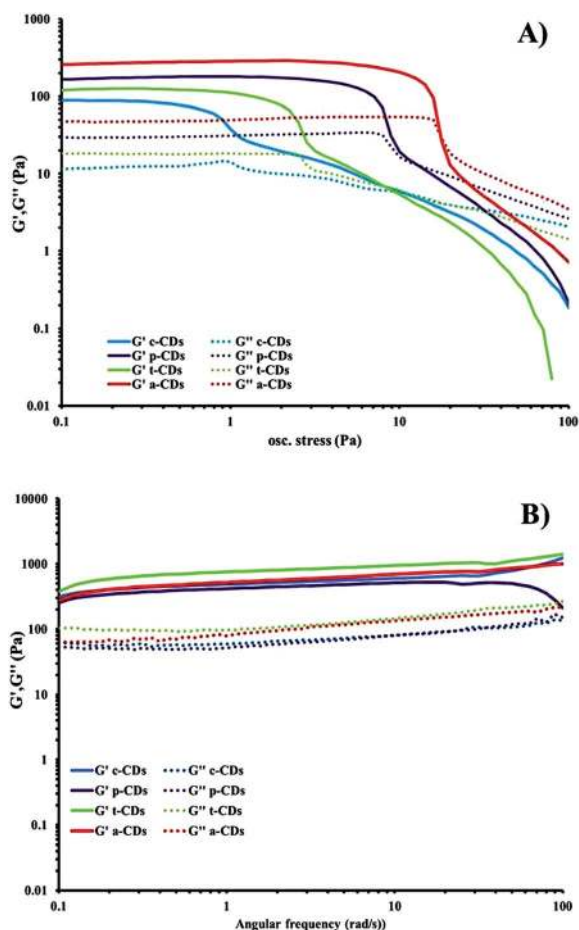 A)
1000
100
10
1
0.1
0.01
G',G'' (Pa)
G' c-CDs G'' c-CDs
G' p-CDs G'' p-CDs
G' t-CDs G'' t-CDs
G' a-CDs G'' a-CDs
0.1 1 10 100
osc. stress (Pa)
B)
10000
1000
100
10
1
0.1
0.01
G',G'' (Pa)
G' c-CDs G'' c-CDs
G' p-CDs G'' p-CDs
G' t-CDs G'' t-CDs
G' a-CDs G'' a-CDs
0.1 1 10 100
Angular frequency (rad/s))